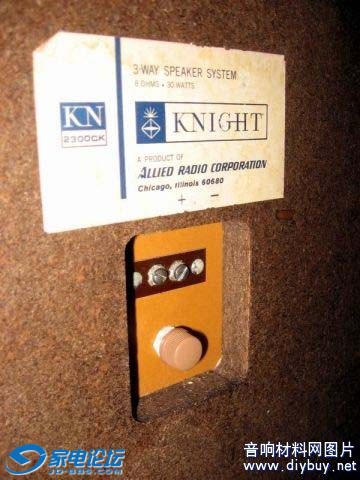 3-WAY SPEAKER SYSTEM
8 OHMS • 30 WATTS
KN
2300CK
KNIGHT
A PRODUCT OF
ALLIED RADIO CORPORATION
Chicago, Illinois 60680
+ −
家电论坛
JD-BBS.COM
音响材料网图片
www.diybuy.net